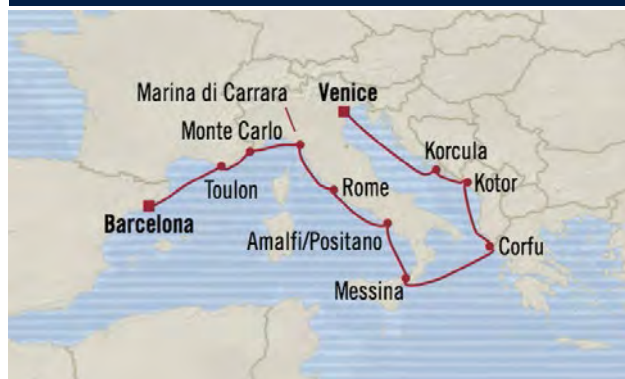 Marina di Carrara
Venice
Monte Carlo
Korcula
Toulon
Rome
Kotor
Barcelona
Amalfi/Positano
Corfu
Messina